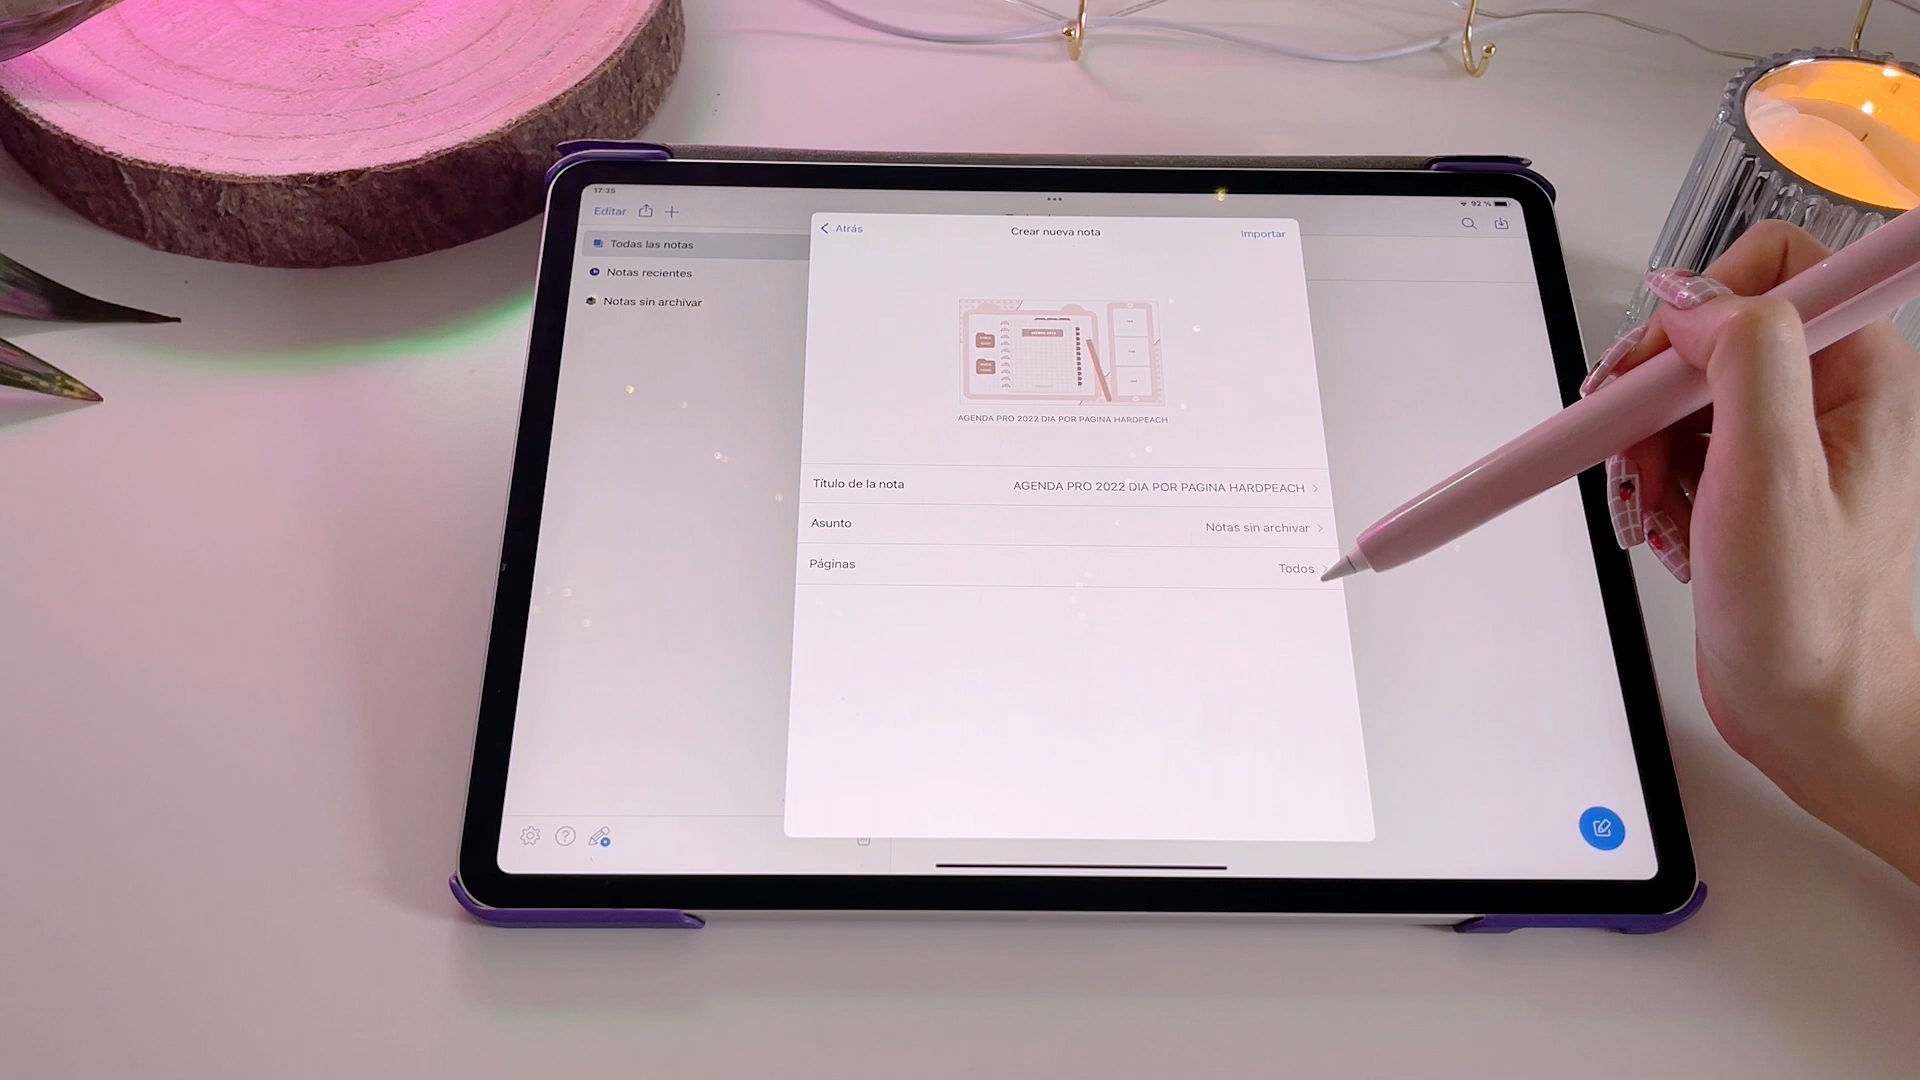 17:35
92 %
Editar
Todas las notas
Notas recientes
Notas sin archivar
Atrás
Crear nueva nota
Importar
AGENDA PRO 2022 DIA POR PAGINA HARDPEACH
Título de la nota
AGENDA PRO 2022 DIA POR PAGINA HARDPEACH
Asunto
Notas sin archivar
Páginas
Todos